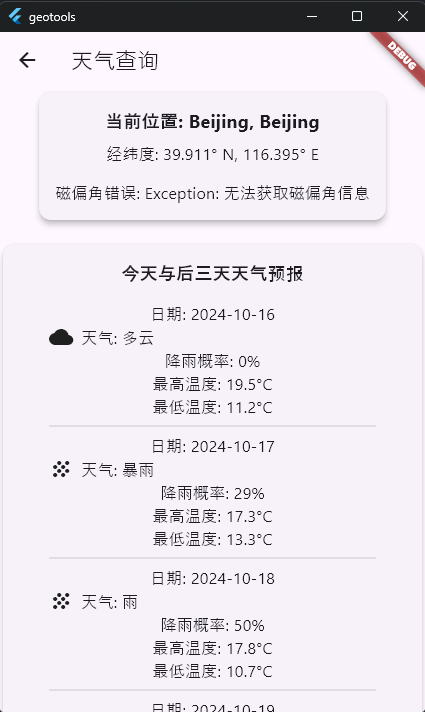 geotools
天气查询
DEBUG
当前位置: Beijing, Beijing
经纬度: 39.911° N, 116.395° E
磁偏角错误: Exception: 无法获取磁偏角信息
今天与后三天天气预报
日期: 2024-10-16
天气: 多云
降雨概率: 0%
最高温度: 19.5°C
最低温度: 11.2°C
日期: 2024-10-17
天气: 暴雨
降雨概率: 29%
最高温度: 17.3°C
最低温度: 13.3°C
日期: 2024-10-18
天气: 雨
降雨概率: 50%
最高温度: 17.8°C
最低温度: 10.7°C
日期: 2024-10-19